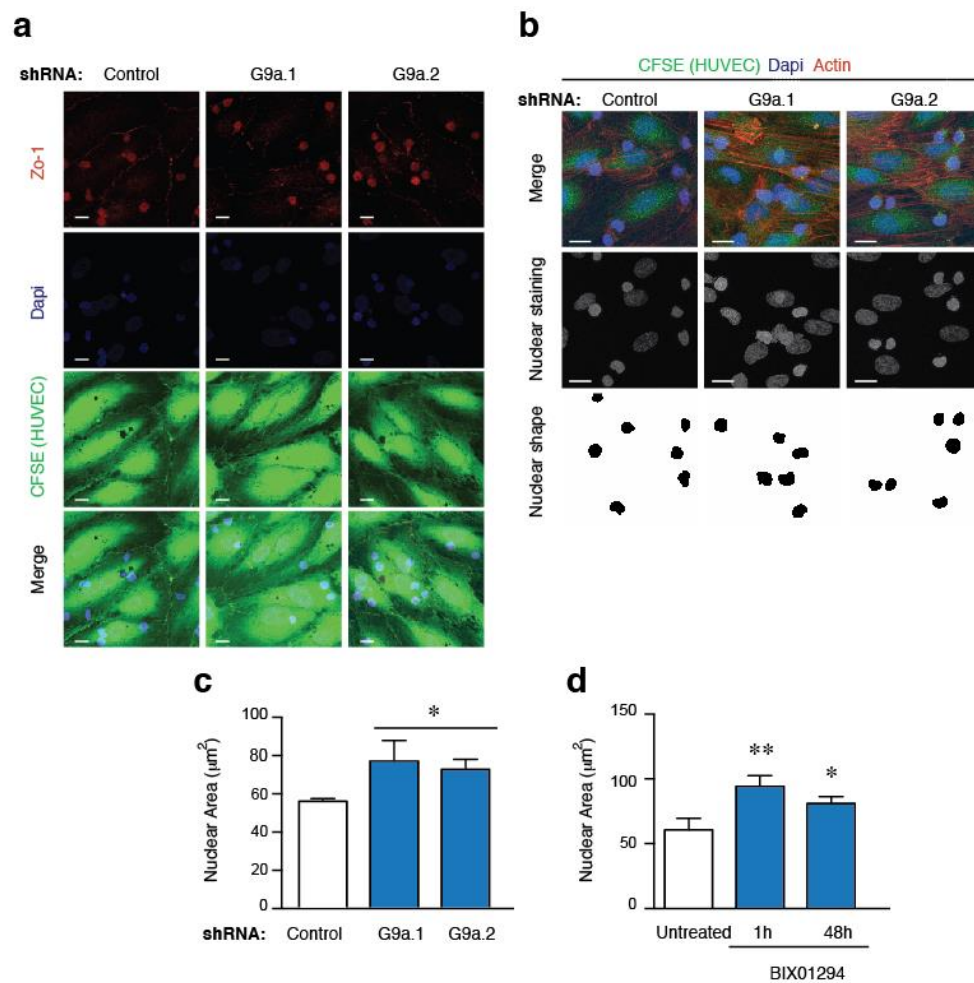 a
shRNA: Control G9a.1 G9a.2
Zo-1
Dapi
CFSE (HUVEC)
Merge
b
CFSE (HUVEC) Dapi Actin
shRNA: Control G9a.1 G9a.2
Merge
Nuclear staining
Nuclear shape
c
Nuclear Area (µm²)
100
80
60
40
20
0
*
shRNA: Control G9a.1 G9a.2
d
Nuclear Area (µm²)
150
100
50
0
**
*
Untreated 1h 48h
BIX01294